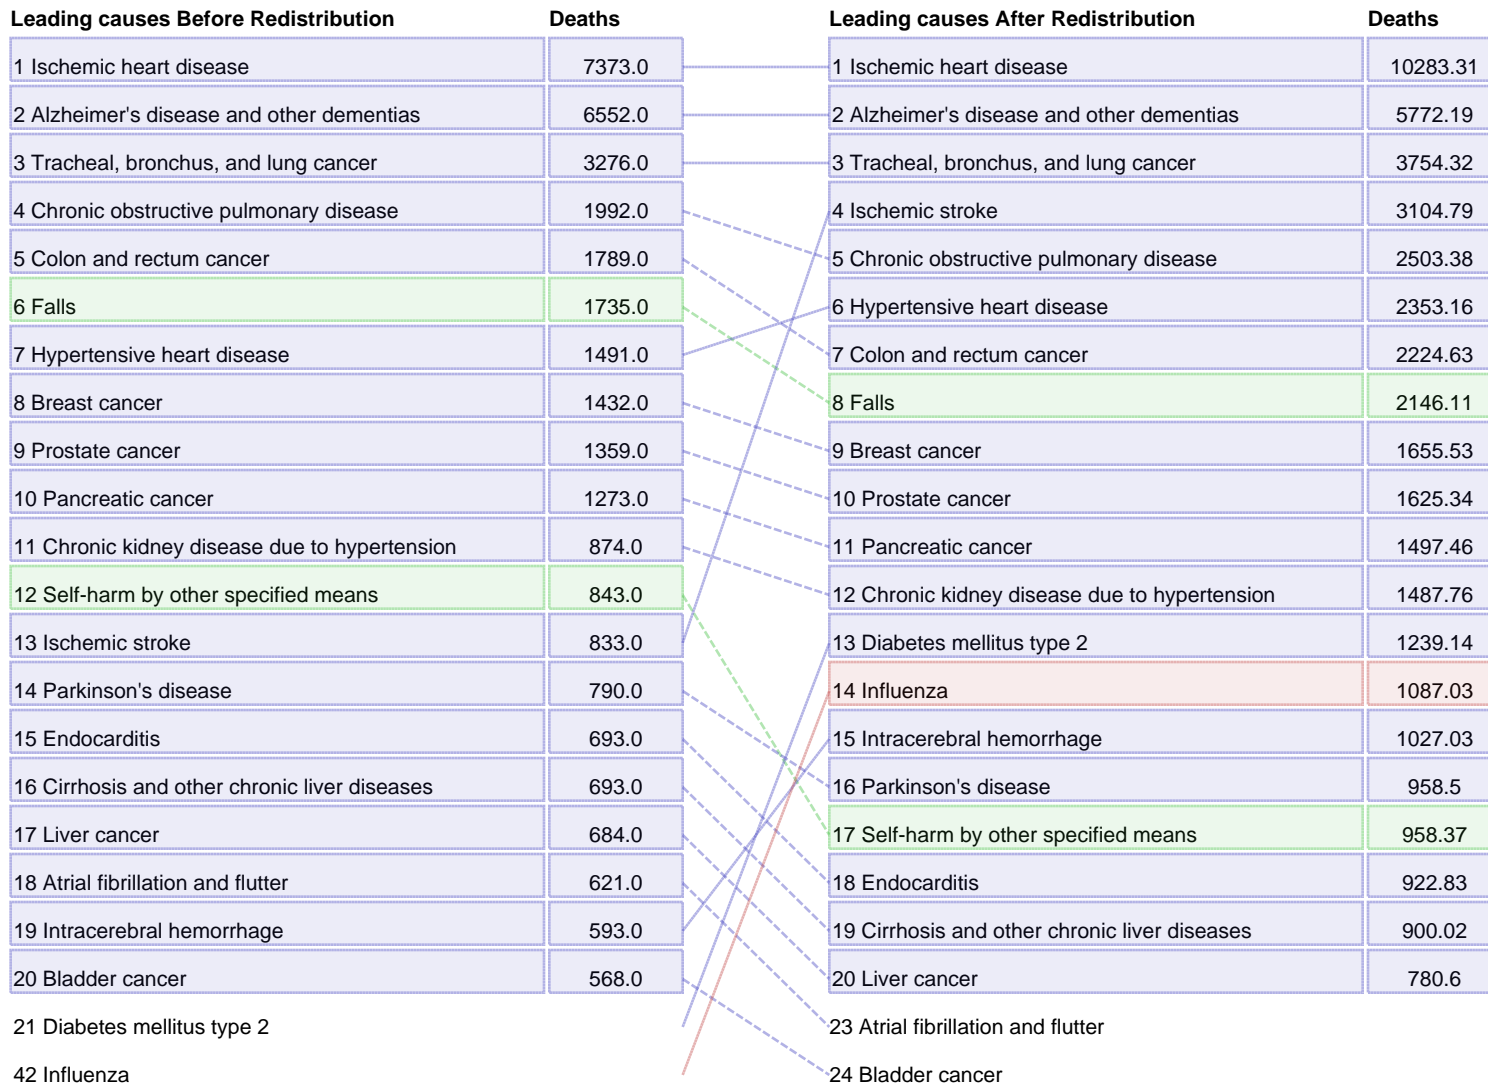 Leading causes Before Redistribution Deaths Leading causes After Redistribution Deaths
1 Ischemic heart disease 7373.0 1 Ischemic heart disease 10283.31
2 Alzheimer's disease and other dementias 6552.0 2 Alzheimer's disease and other dementias 5772.19
3 Tracheal, bronchus, and lung cancer 3276.0 3 Tracheal, bronchus, and lung cancer 3754.32
4 Chronic obstructive pulmonary disease 1992.0 4 Ischemic stroke 3104.79
5 Colon and rectum cancer 1789.0 5 Chronic obstructive pulmonary disease 2503.38
6 Falls 1735.0 6 Hypertensive heart disease 2353.16
7 Hypertensive heart disease 1491.0 7 Colon and rectum cancer 2224.63
8 Breast cancer 1432.0 8 Falls 2146.11
9 Prostate cancer 1359.0 9 Breast cancer 1655.53
10 Pancreatic cancer 1273.0 10 Prostate cancer 1625.34
11 Chronic kidney disease due to hypertension 874.0 11 Pancreatic cancer 1497.46
12 Self-harm by other specified means 843.0 12 Chronic kidney disease due to hypertension 1487.76
13 Ischemic stroke 833.0 13 Diabetes mellitus type 2 1239.14
14 Parkinson's disease 790.0 14 Influenza 1087.03
15 Endocarditis 693.0 15 Intracerebral hemorrhage 1027.03
16 Cirrhosis and other chronic liver diseases 693.0 16 Parkinson's disease 958.5
17 Liver cancer 684.0 17 Self-harm by other specified means 958.37
18 Atrial fibrillation and flutter 621.0 18 Endocarditis 922.83
19 Intracerebral hemorrhage 593.0 19 Cirrhosis and other chronic liver diseases 900.02
20 Bladder cancer 568.0 20 Liver cancer 780.6
21 Diabetes mellitus type 2 23 Atrial fibrillation and flutter
42 Influenza 24 Bladder cancer